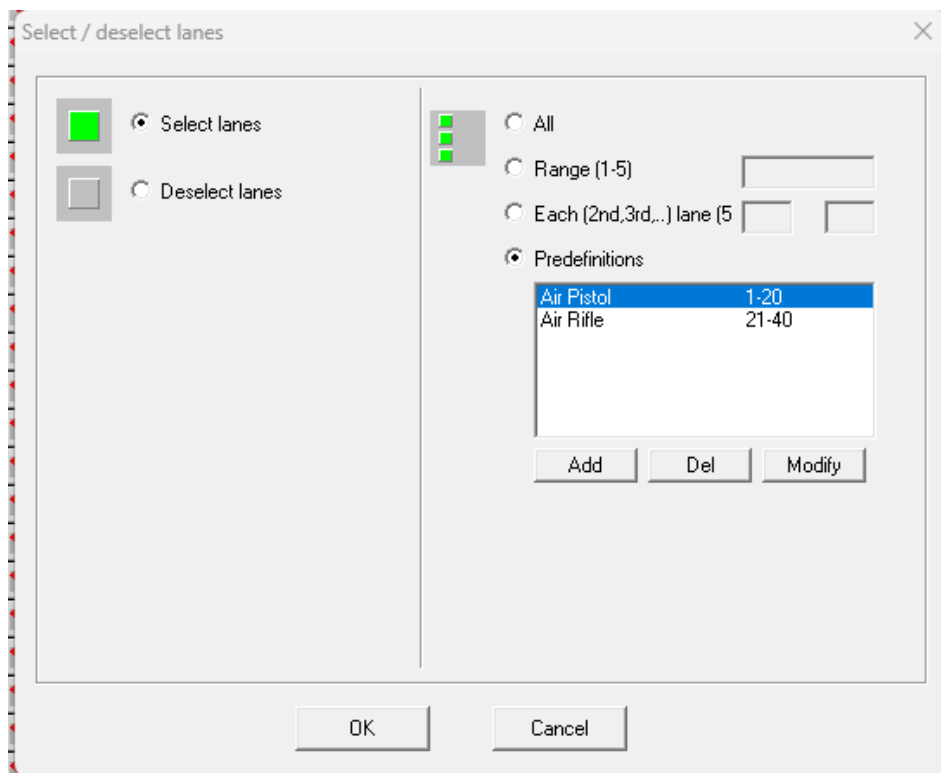 Select / deselect lanes
Select lanes
Deselect lanes
All
Range (1-5)
Each (2nd,3rd,..) lane (5
Predefinitions
Air Pistol 1-20
Air Rifle 21-40
Add Del Modify
OK Cancel